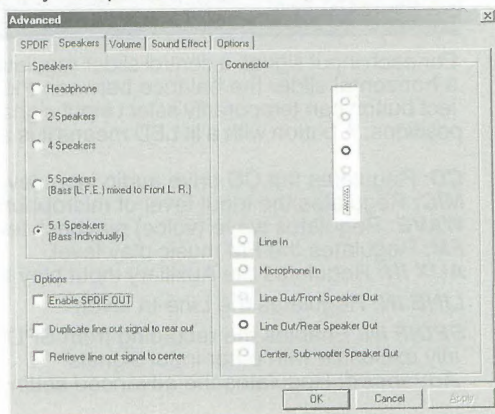 Advanced
SPDIF Speakers Volume Sound Effect Options
Speakers
Headphone
2 Speakers
4 Speakers
5 Speakers
(Bass (L.F.E.) mixed to Front L. R.)
5.1 Speakers
(Bass Individually)
Options
Enable SPDIF OUT
Duplicate line out signal to rear out
Retrieve line out signal to center
Connector
Line In
Microphone In
Line Out/Front Speaker Out
Line Out/Rear Speaker Out
Center, Sub-woofer Speaker Out
OK Cancel Apply